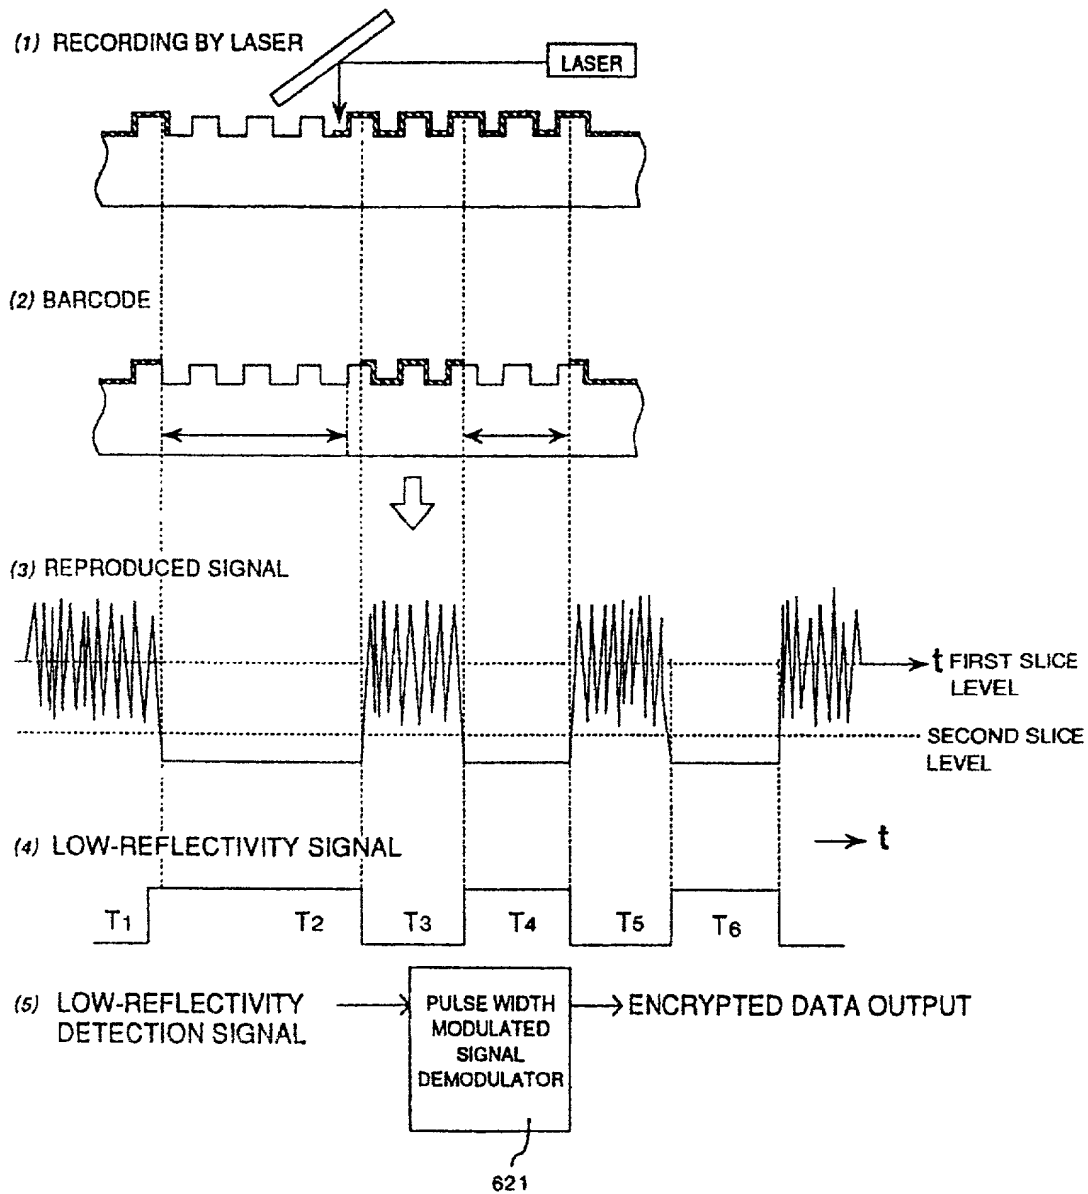 (1) RECORDING BY LASER
LASER
(2) BARCODE
(3) REPRODUCED SIGNAL
t FIRST SLICE
LEVEL
SECOND SLICE
LEVEL
(4) LOW-REFLECTIVITY SIGNAL
t
T1 T2 T3 T4 T5 T6
(5) LOW-REFLECTIVITY
DETECTION SIGNAL
PULSE WIDTH
MODULATED
SIGNAL
DEMODULATOR
ENCRYPTED DATA OUTPUT
621